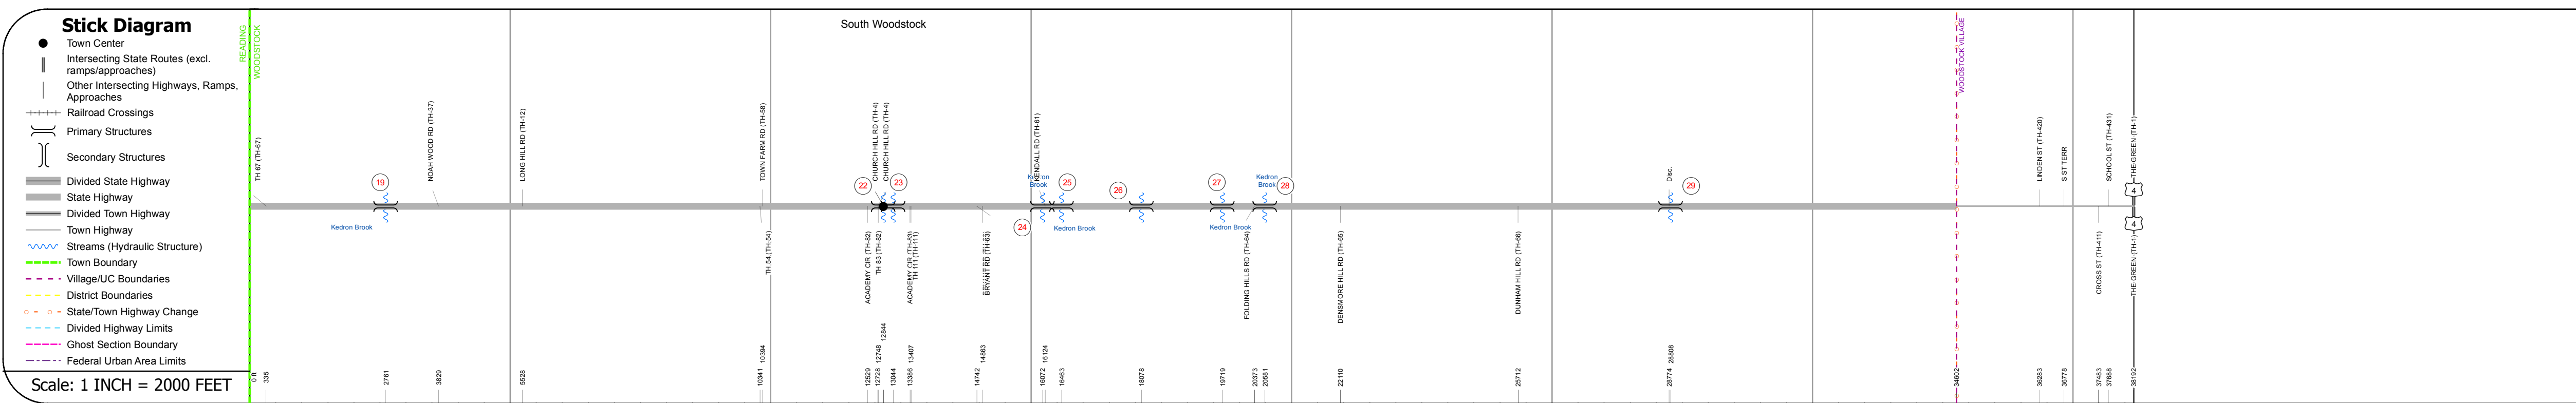 Stick Diagram
Town Center
Intersecting State Routes (excl.
ramps/approaches)
Other Intersecting Highways, Ramps,
Approaches
Railroad Crossings
Primary Structures
Secondary Structures
Divided State Highway
State Highway
Divided Town Highway
Town Highway
Streams (Hydraulic Structure)
Town Boundary
Village/UC Boundaries
District Boundaries
State/Town Highway Change
Divided Highway Limits
Ghost Section Boundary
Federal Urban Area Limits
Scale: 1 INCH = 2000 FEET
READING
WOODSTOCK
South Woodstock
WOODSTOCK VILLAGE
TH 67 (TH-67)
NOAH WOOD RD (TH-37)
LONG HILL RD (TH-12)
TOWN FARM RD (TH-58)
CHURCH HILL RD (TH-4)
CHURCH HILL RD (TH-4)
KENDALL RD (TH-61)
Disc.
LINDEN ST (TH-420)
S ST TERR
SCHOOL ST (TH-431)
THE GREEN (TH-1)
19
22
23
25
26
27
28
29
24
4
4
Kedron Brook
Kedron
Brook
Kedron Brook
Kedron Brook
Kedron
Brook
TH 54 (TH-54)
ACADEMY CIR (TH-82)
TH 83 (TH-82)
ACADEMY CIR (TH-83)
TH 111 (TH-111)
BRYANT RD (TH-63)
FOLDING HILLS RD (TH-64)
DENSMORE HILL RD (TH-65)
DUNHAM HILL RD (TH-66)
CROSS ST (TH-411)
THE GREEN (TH-1)
0 ft
335
2761
3829
5528
10341
10394
12529
12728
12748
12844
13044
13386
13407
14742
14863
16072
16124
16463
18078
19719
20373
20581
22110
25712
28774
28808
34602
36283
36778
37483
37688
38192